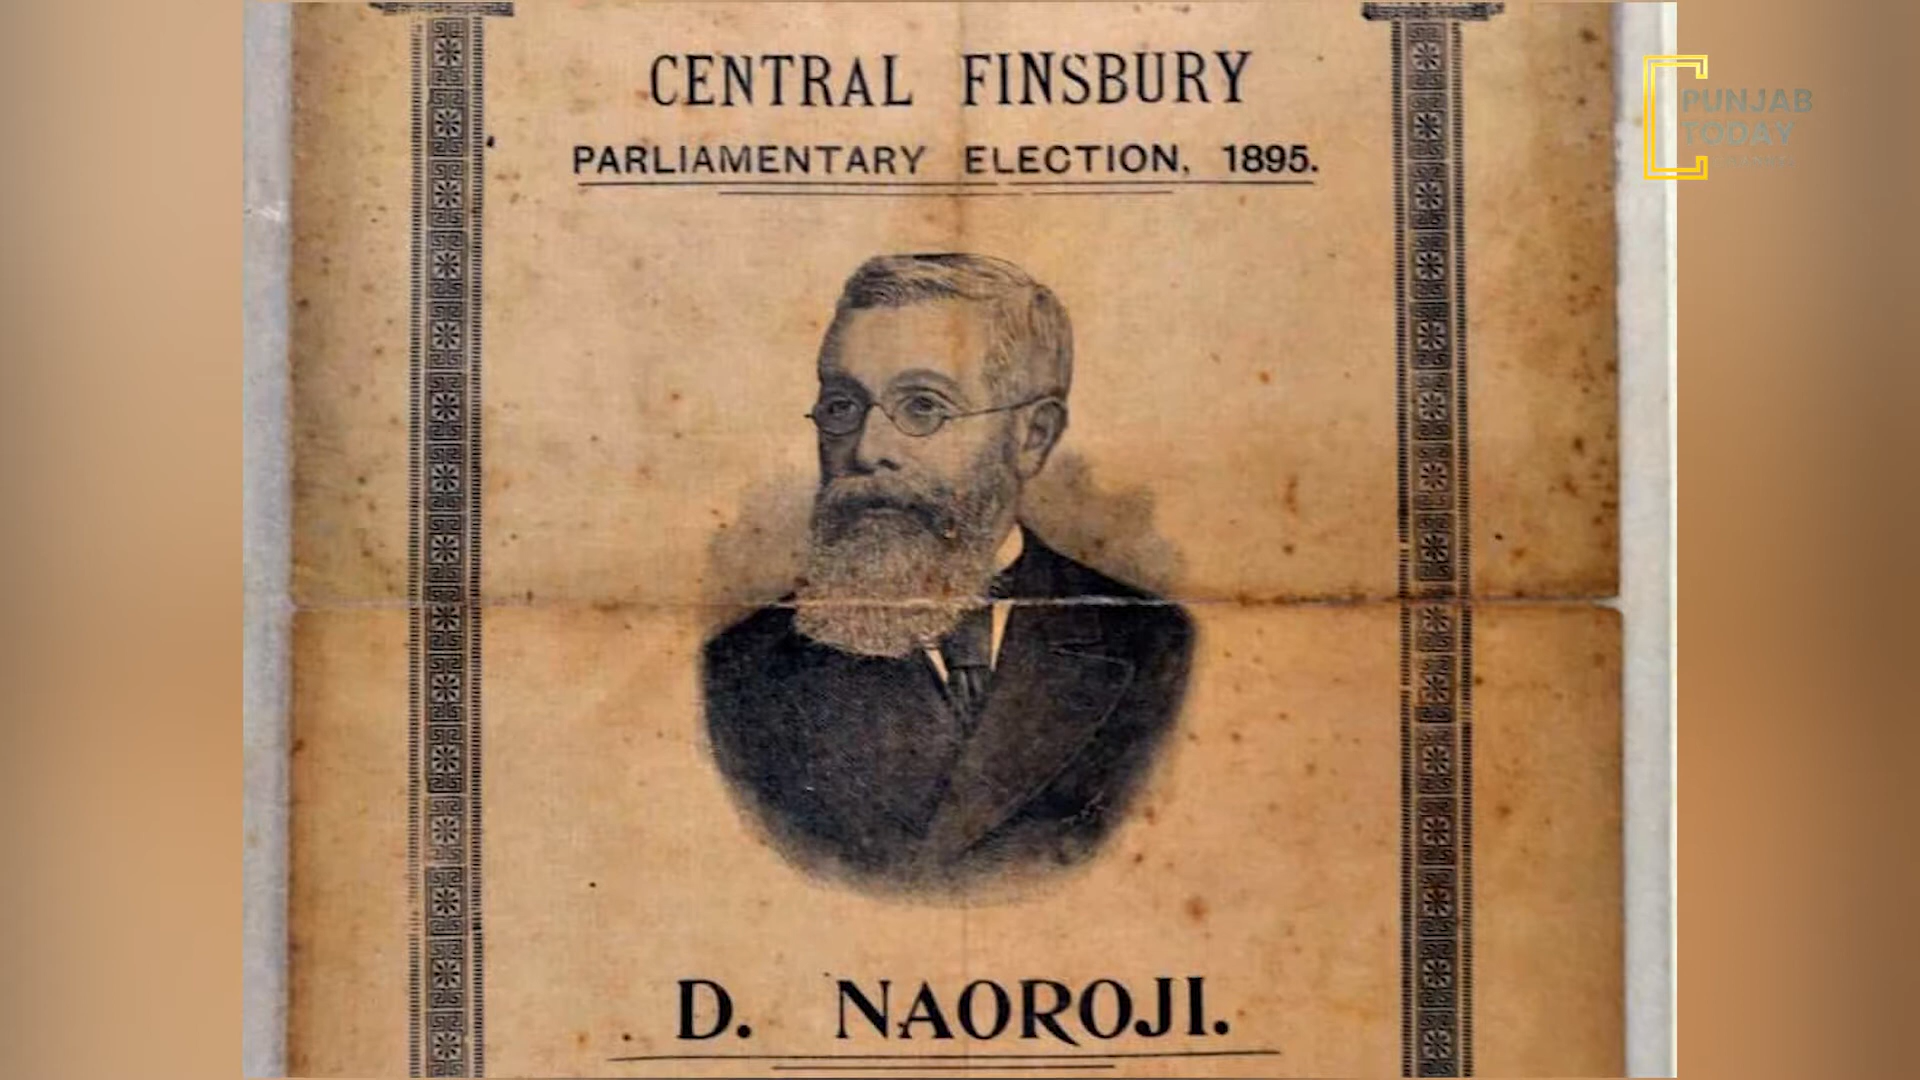 CENTRAL FINSBURY
PARLIAMENTARY ELECTION, 1895.
PUNJAB
TODAY
D. NAOROJI.